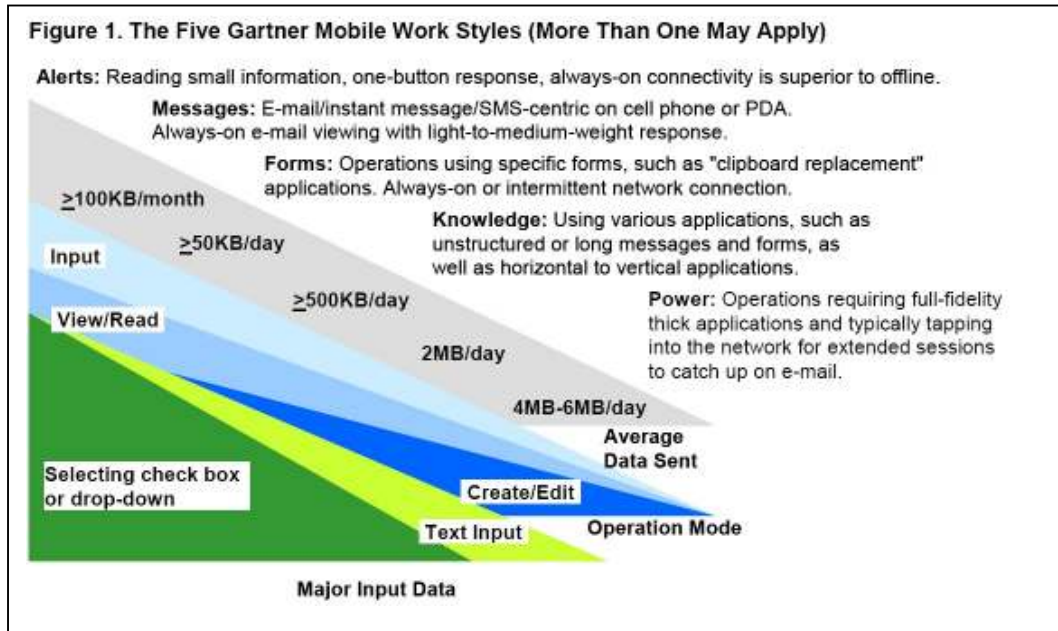 Figure 1. The Five Gartner Mobile Work Styles (More Than One May Apply)
Alerts: Reading small information, one-button response, always-on connectivity is superior to offline.
Messages: E-mail/instant message/SMS-centric on cell phone or PDA.
Always-on e-mail viewing with light-to-medium-weight response.
Forms: Operations using specific forms, such as "clipboard replacement"
applications. Always-on or intermittent network connection.
≥100KB/month
Knowledge: Using various applications, such as
unstructured or long messages and forms, as
well as horizontal to vertical applications.
≥50KB/day
Input
≥500KB/day
Power: Operations requiring full-fidelity
thick applications and typically tapping
into the network for extended sessions
to catch up on e-mail.
View/Read
2MB/day
4MB-6MB/day
Average
Data Sent
Selecting check box
or drop-down
Create/Edit
Text Input
Operation Mode
Major Input Data